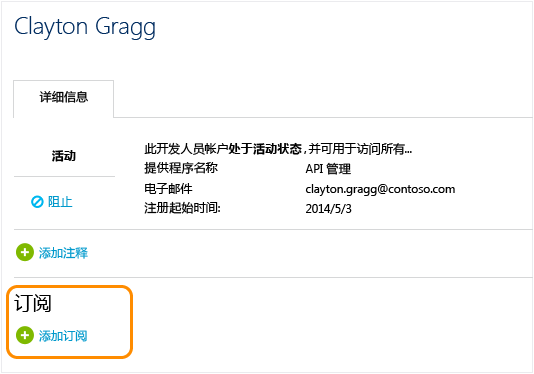 Clayton Gragg
详细信息
活动
此开发人员帐户处于活动状态，并可用于访问所有...
提供程序名称 API 管理
阻止
电子邮件 clayton.gragg@contoso.com
注册起始时间: 2014/5/3
添加注释
订阅
添加订阅